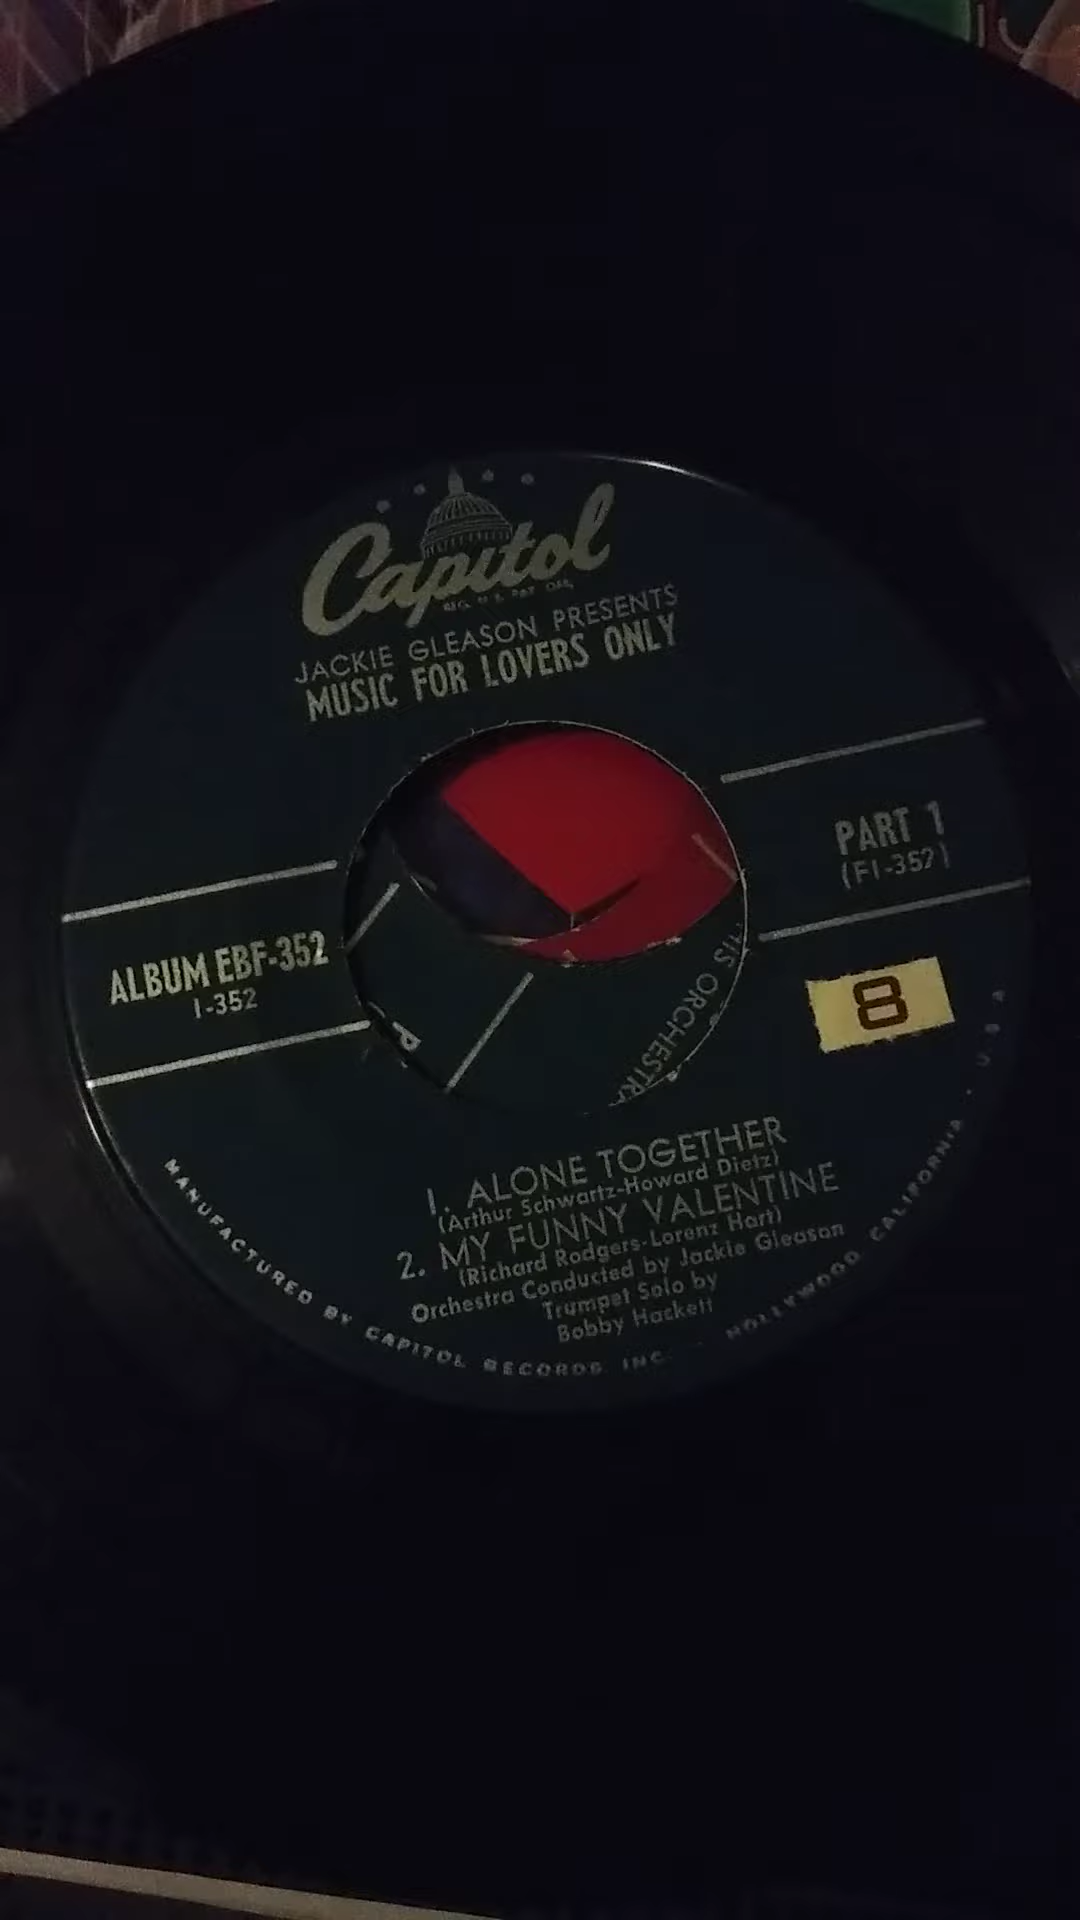 Capitol
REG. U.S. PAT. OFF.
JACKIE GLEASON PRESENTS
MUSIC FOR LOVERS ONLY
PART 1
(F1-352)
ALBUM EBF-352
1-352
8
HIS ORCHESTRA
P
1. ALONE TOGETHER
(Arthur Schwartz-Howard Dietz)
2. MY FUNNY VALENTINE
(Richard Rodgers-Lorenz Hart)
Orchestra Conducted by Jackie Gleason
Trumpet Solo by
Bobby Hackett
MANUFACTURED BY CAPITOL RECORDS, INC. - HOLLYWOOD CALIFORNIA • U.S.A.